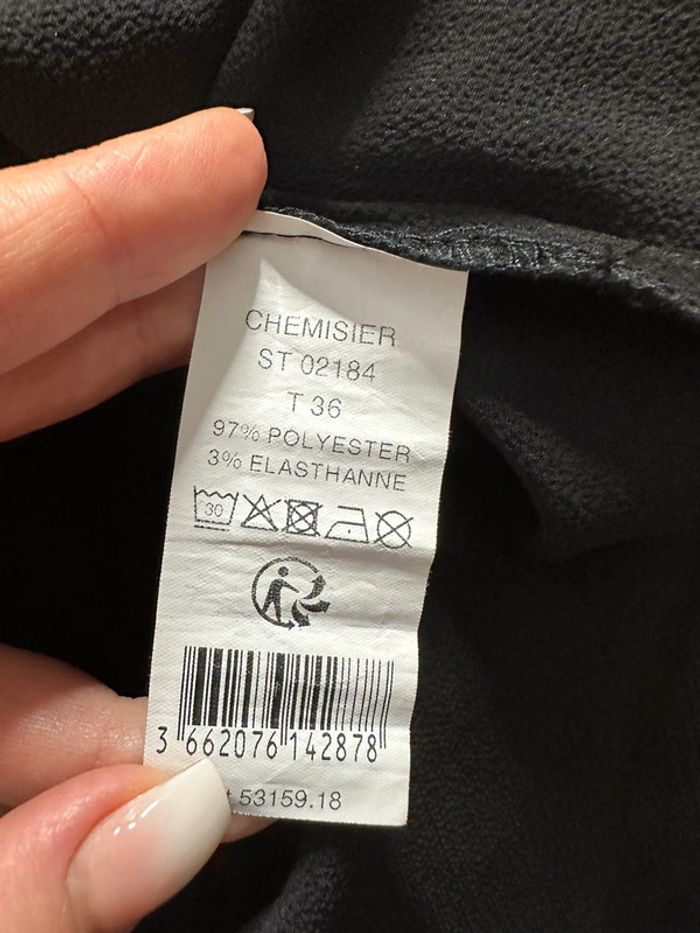 CHEMISIER
ST 02184
T 36
97% POLYESTER
3% ELASTHANNE
30
3 662076 142878
53159.18